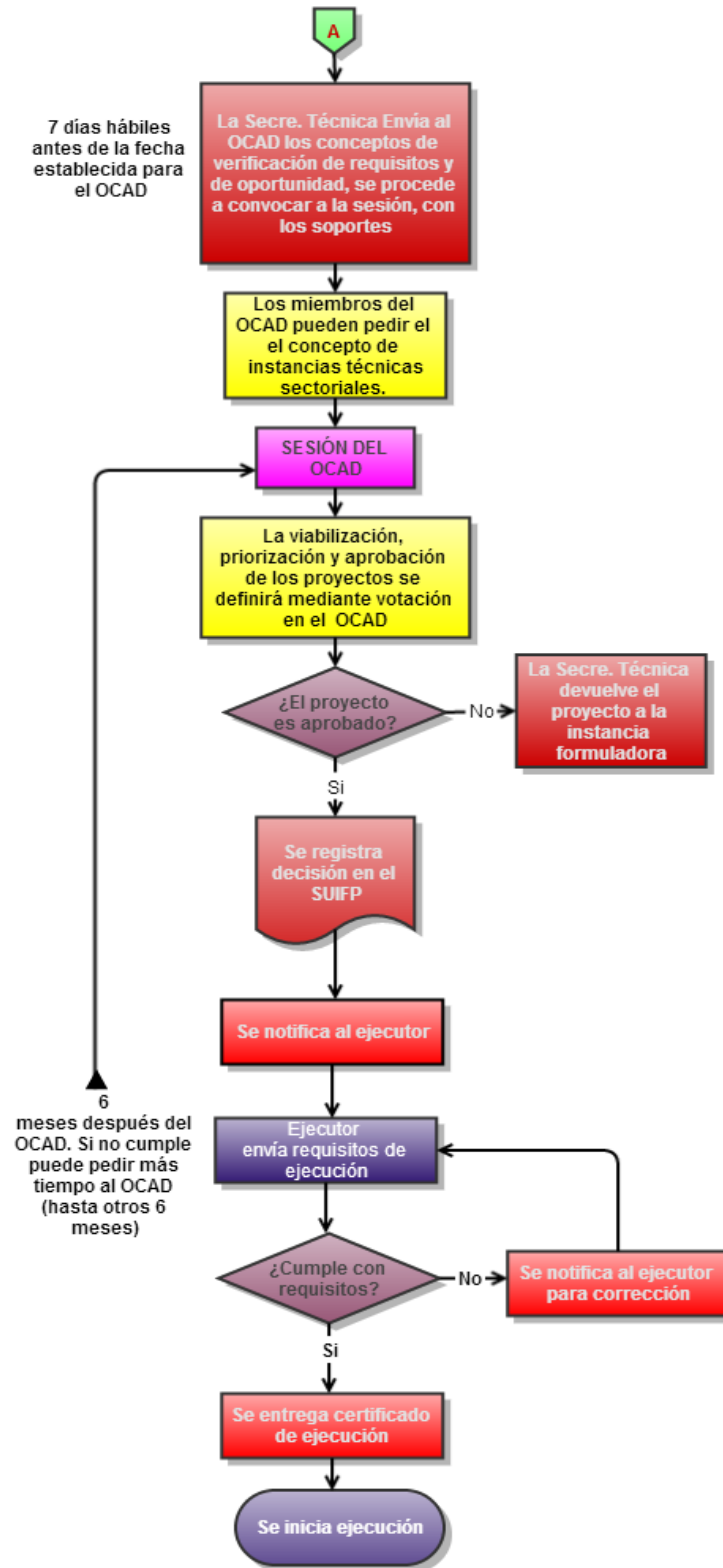 A
7 días hábiles
antes de la fecha
establecida para
el OCAD
La Secre. Técnica Envía al
OCAD los conceptos de
verificación de requisitos y
de oportunidad, se procede
a convocar a la sesión, con
los soportes
Los miembros del
OCAD pueden pedir el
el concepto de
instancias técnicas
sectoriales.
SESIÓN DEL
OCAD
La viabilización,
priorización y aprobación
de los proyectos se
definirá mediante votación
en el OCAD
¿El proyecto
es aprobado?
No
La Secre. Técnica
devuelve el
proyecto a la
instancia
formuladora
Si
Se registra
decisión en el
SUIFP
Se notifica al ejecutor
6
meses después del
OCAD. Si no cumple
puede pedir más
tiempo al OCAD
(hasta otros 6
meses)
Ejecutor
envía requisitos de
ejecución
¿Cumple con
requisitos?
No
Se notifica al ejecutor
para corrección
Si
Se entrega certificado
de ejecución
Se inicia ejecución